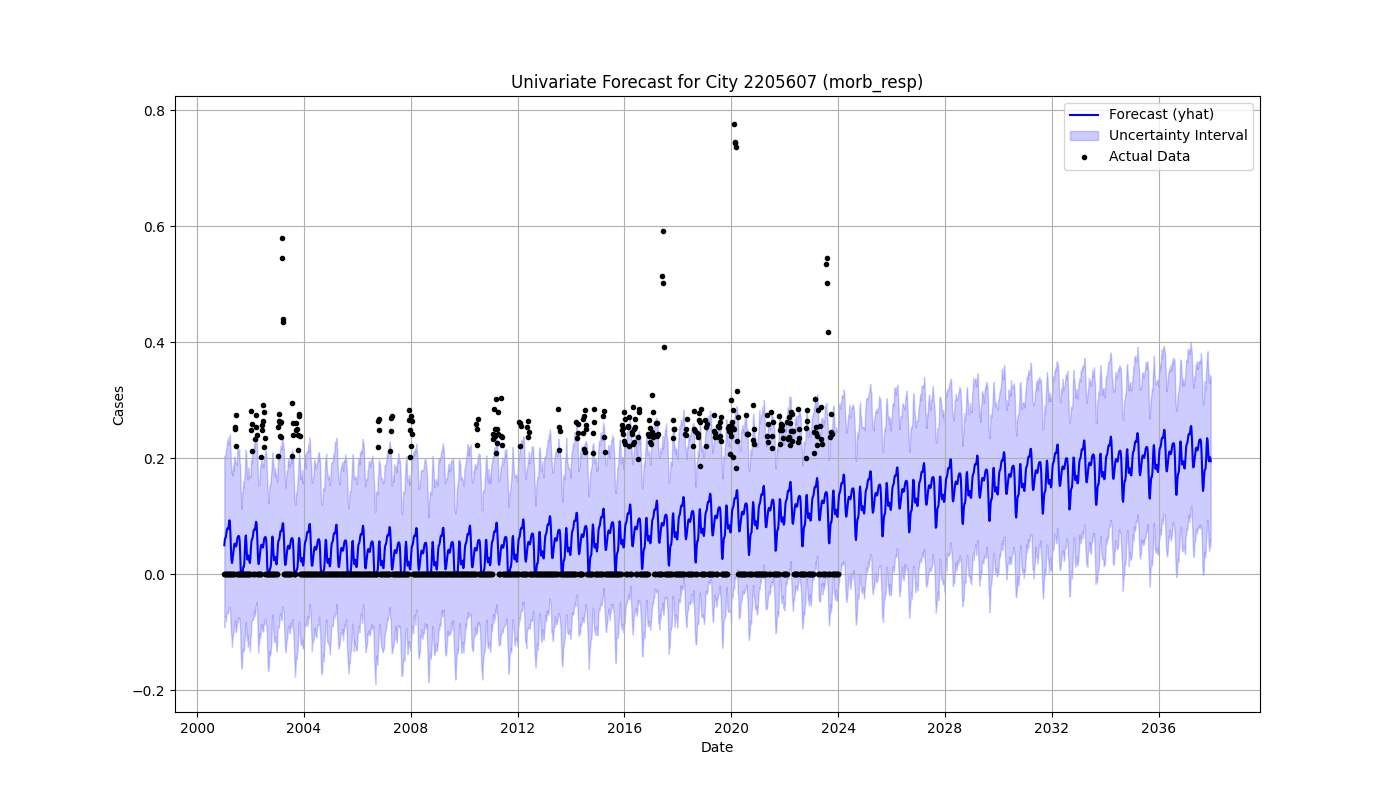 Univariate Forecast for City 2205607 (morb_resp)
Forecast (yhat)
Uncertainty Interval
Actual Data
Cases
0.8
0.6
0.4
0.2
0.0
−0.2
2000 2004 2008 2012 2016 2020 2024 2028 2032 2036
Date